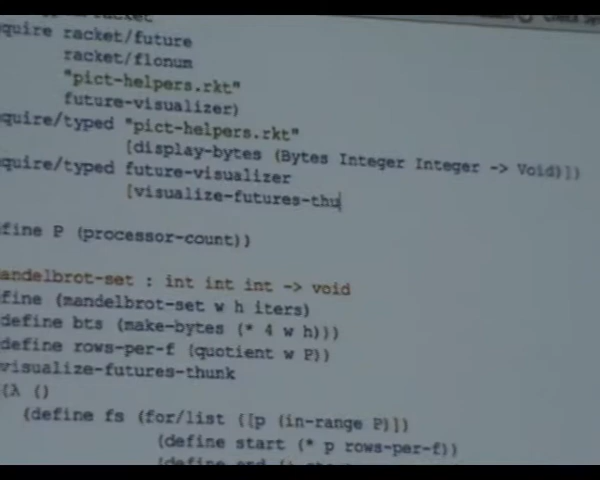 racket
quire racket/future
racket/flonum
"pict-helpers.rkt"
future-visualizer)
quire/typed "pict-helpers.rkt"
[display-bytes (Bytes Integer Integer -> Void)])
quire/typed future-visualizer
[visualize-futures-thu
fine P (processor-count))
andelbrot-set : int int int -> void
fine (mandelbrot-set w h iters)
define bts (make-bytes (* 4 w h)))
define rows-per-f (quotient w P))
visualize-futures-thunk
(λ ()
(define fs (for/list ([p (in-range P)])
(define start (* p rows-per-f))
(define end